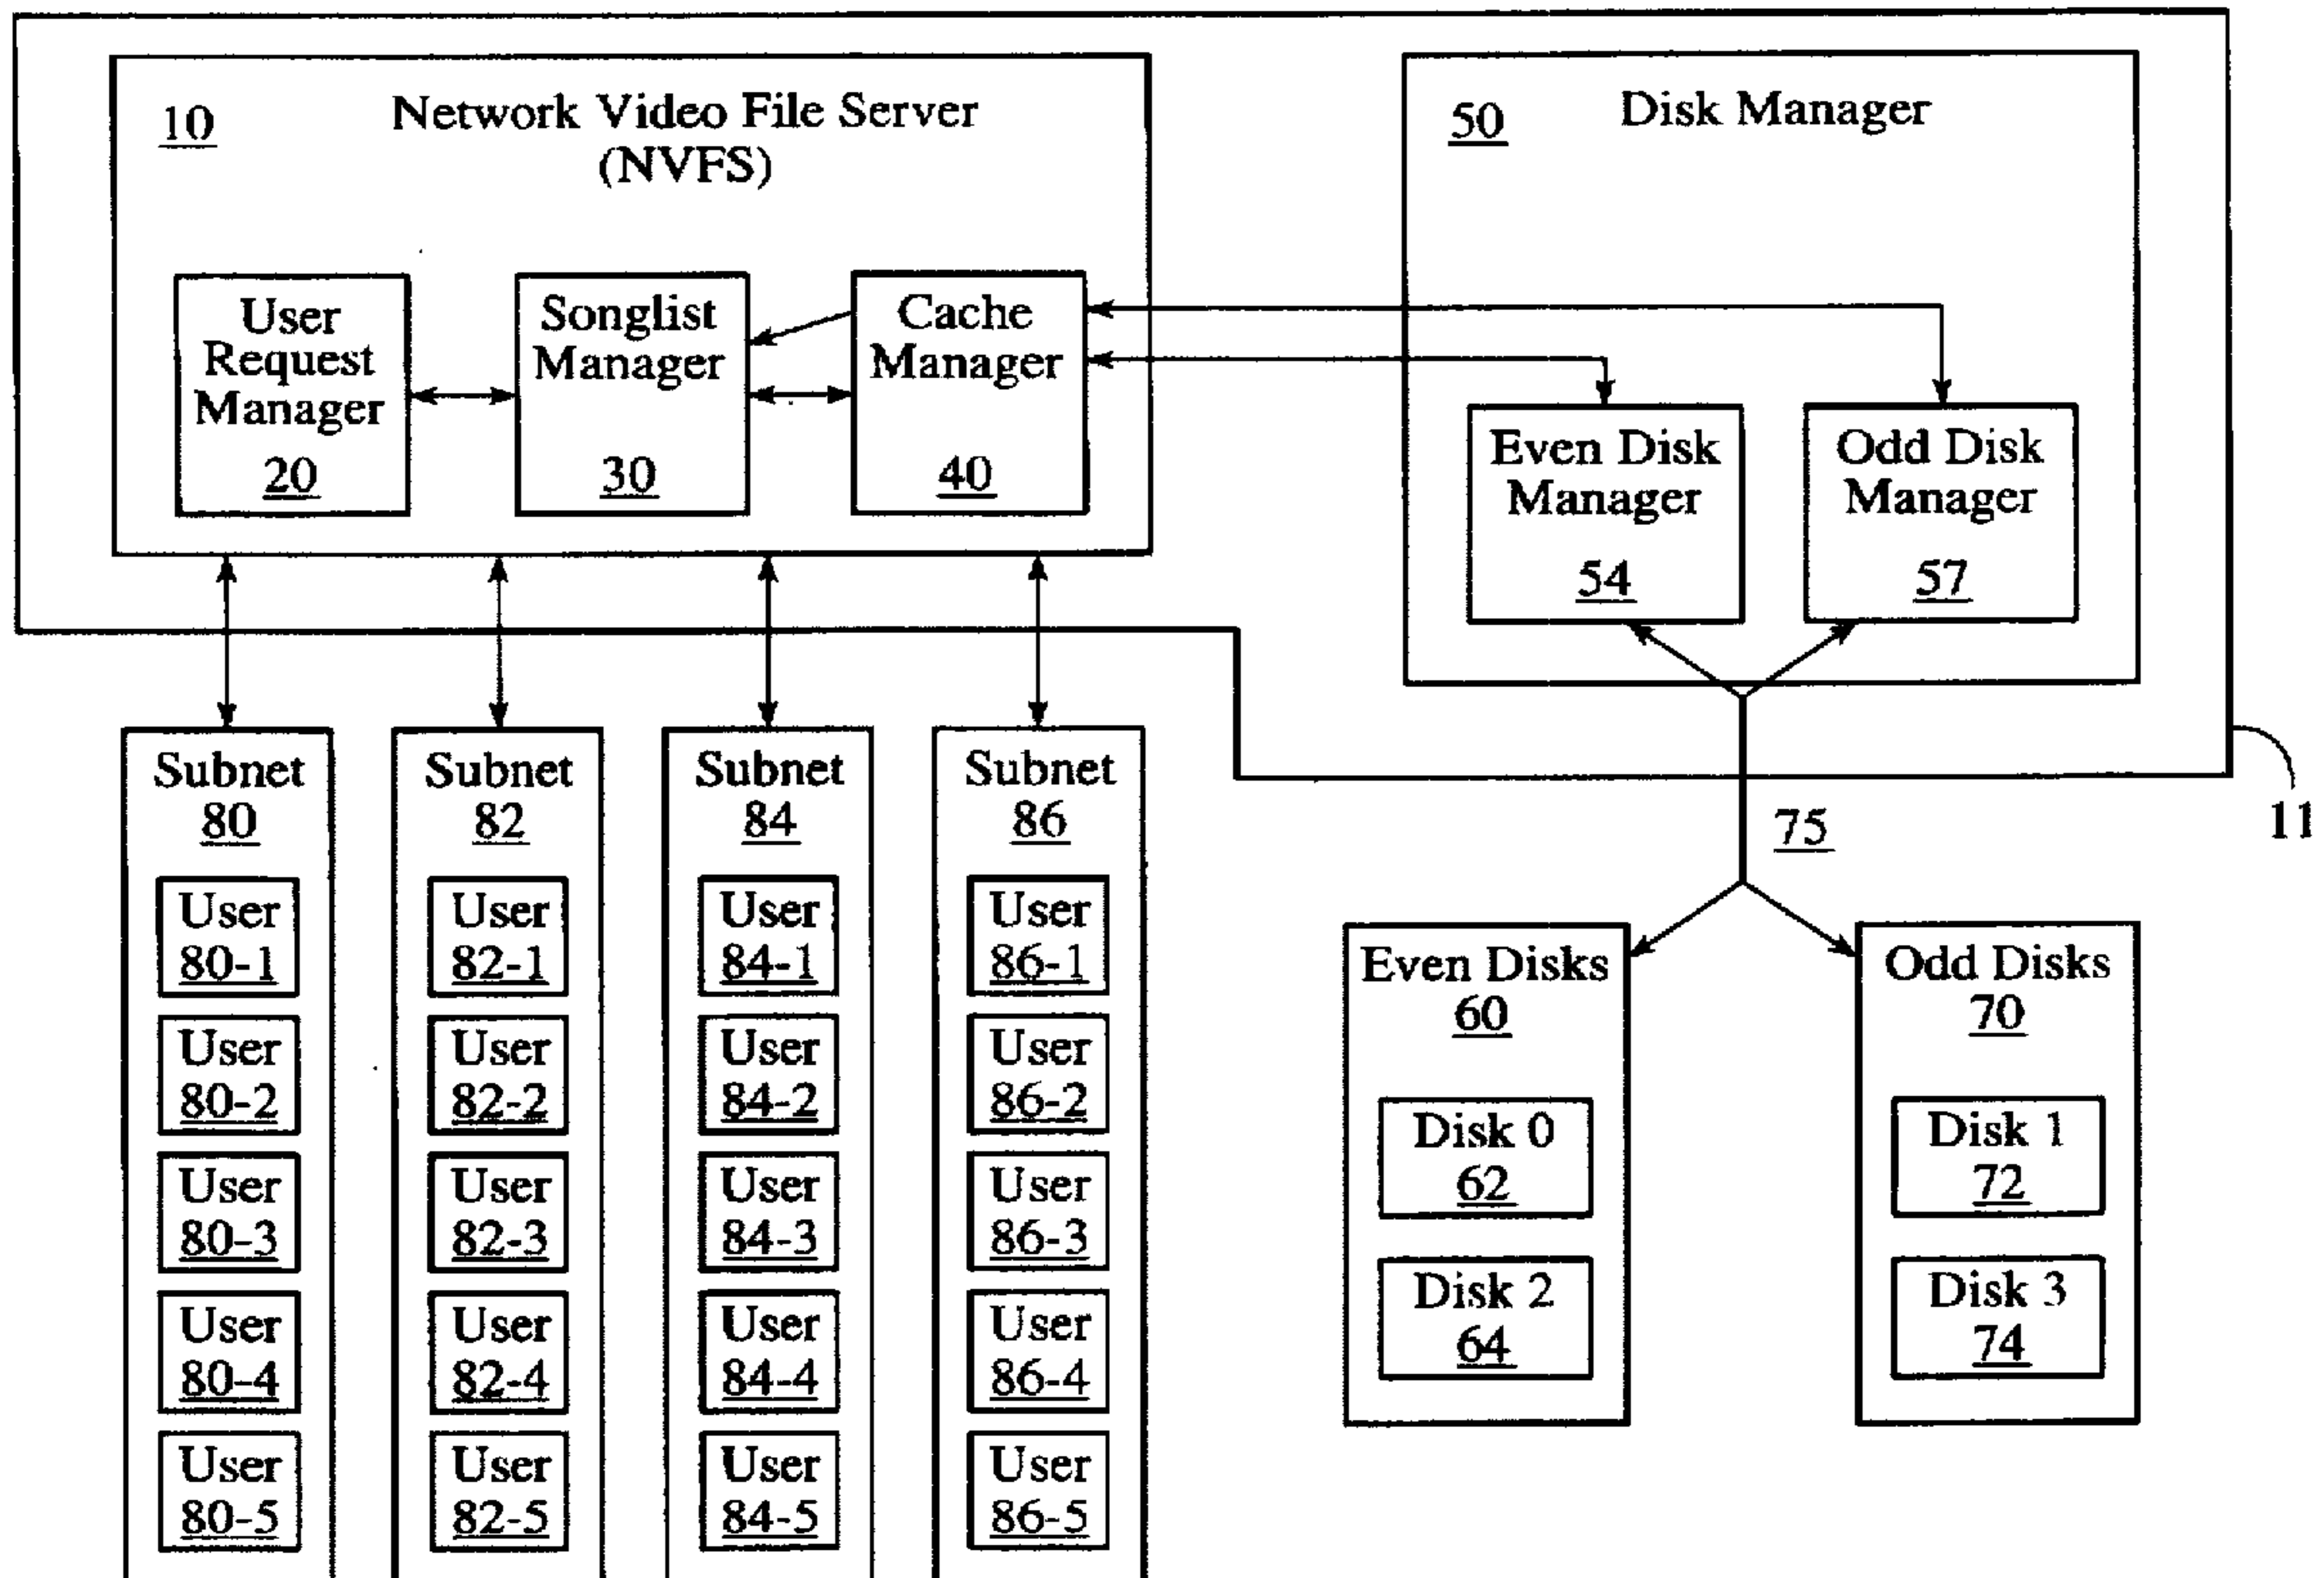 10
Network Video File Server
(NVFS)
User
Request
Manager
20
Songlist
Manager
30
Cache
Manager
40
50
Disk Manager
Even Disk
Manager
54
Odd Disk
Manager
57
11
75
Subnet
80
User
80-1
User
80-2
User
80-3
User
80-4
User
80-5
Subnet
82
User
82-1
User
82-2
User
82-3
User
82-4
User
82-5
Subnet
84
User
84-1
User
84-2
User
84-3
User
84-4
User
84-5
Subnet
86
User
86-1
User
86-2
User
86-3
User
86-4
User
86-5
Even Disks
60
Disk 0
62
Disk 2
64
Odd Disks
70
Disk 1
72
Disk 3
74